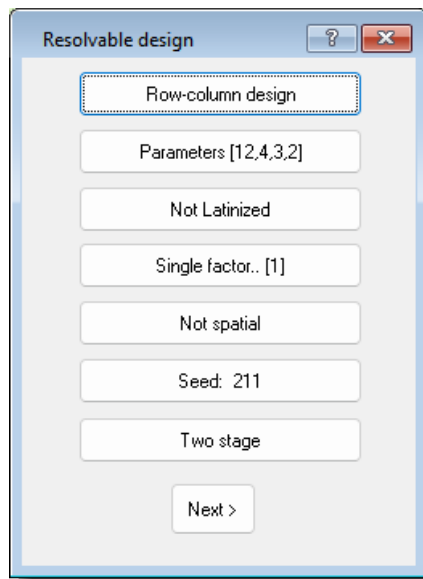 Resolvable design ?
Row-column design
Parameters [12,4,3,2]
Not Latinized
Single factor.. [1]
Not spatial
Seed: 211
Two stage
Next >